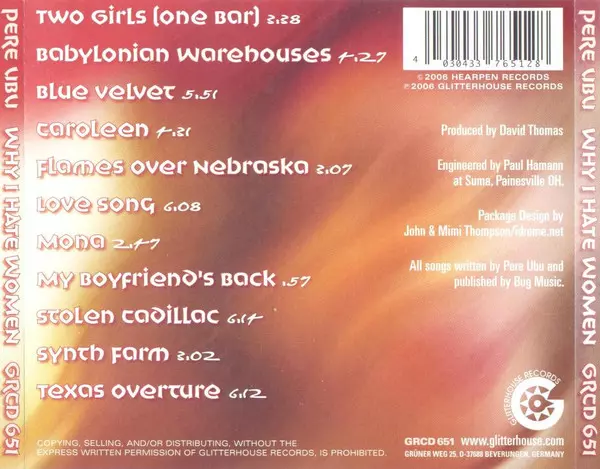 PERE UBU WHY I HATE WOMEN GRCD 651
Two Girls (One Bar) 3.38
Babylonian Warehouses 4.27
Blue Velvet 5.51
Caroleen 4.31
Flames Over Nebraska 3.07
Love Song 6.08
Mona 2.47
My Boyfriend's Back .57
Stolen Cadillac 6.14
Synth Farm 3.02
Texas Overture 6.12
COPYING, SELLING, AND/OR DISTRIBUTING, WITHOUT THE
EXPRESS WRITTEN PERMISSION OF GLITTERHOUSE RECORDS, IS PROHIBITED.
4 030433 765128
℗2006 HEARPEN RECORDS
©2006 GLITTERHOUSE RECORDS
Produced by David Thomas
Engineered by Paul Hamann
at Suma, Painesville OH.
Package Design by
John & Mimi Thompson/idrome.net
All songs written by Pere Ubu and
published by Bug Music.
GLITTERHOUSE RECORDS
GRCD 651 www.glitterhouse.com
GRÜNER WEG 25, D-37688 BEVERUNGEN, GERMANY
PERE UBU WHY I HATE WOMEN GRCD 651